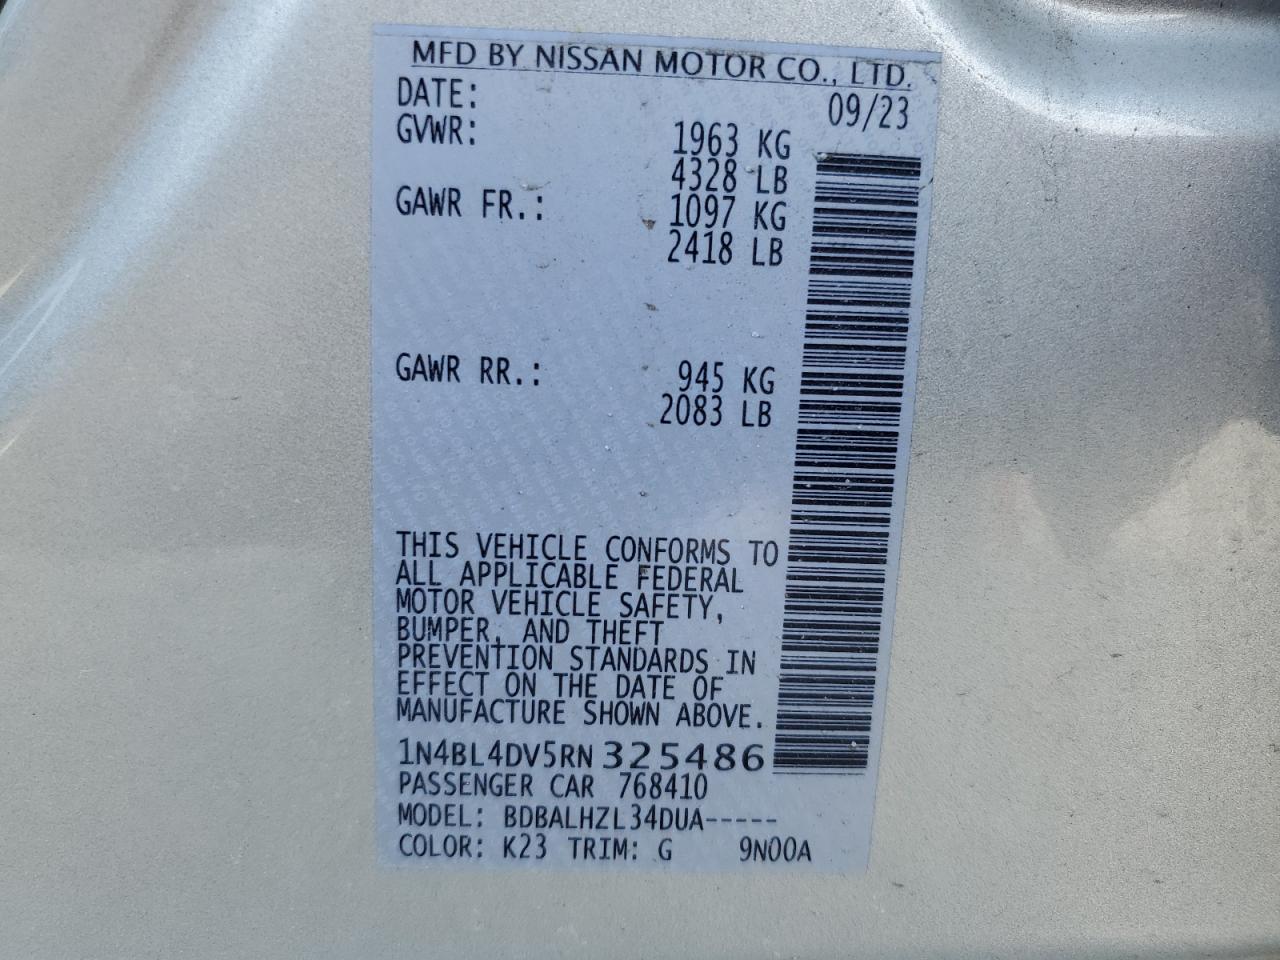 MFD BY NISSAN MOTOR CO., LTD.
DATE: 09/23
GVWR: 1963 KG
4328 LB
GAWR FR.: 1097 KG
2418 LB
GAWR RR.: 945 KG
2083 LB
THIS VEHICLE CONFORMS TO
ALL APPLICABLE FEDERAL
MOTOR VEHICLE SAFETY,
BUMPER, AND THEFT
PREVENTION STANDARDS IN
EFFECT ON THE DATE OF
MANUFACTURE SHOWN ABOVE.
1N4BL4DV5RN325486
PASSENGER CAR 768410
MODEL: BDBALHZL34DUA-----
COLOR: K23 TRIM: G 9N00A